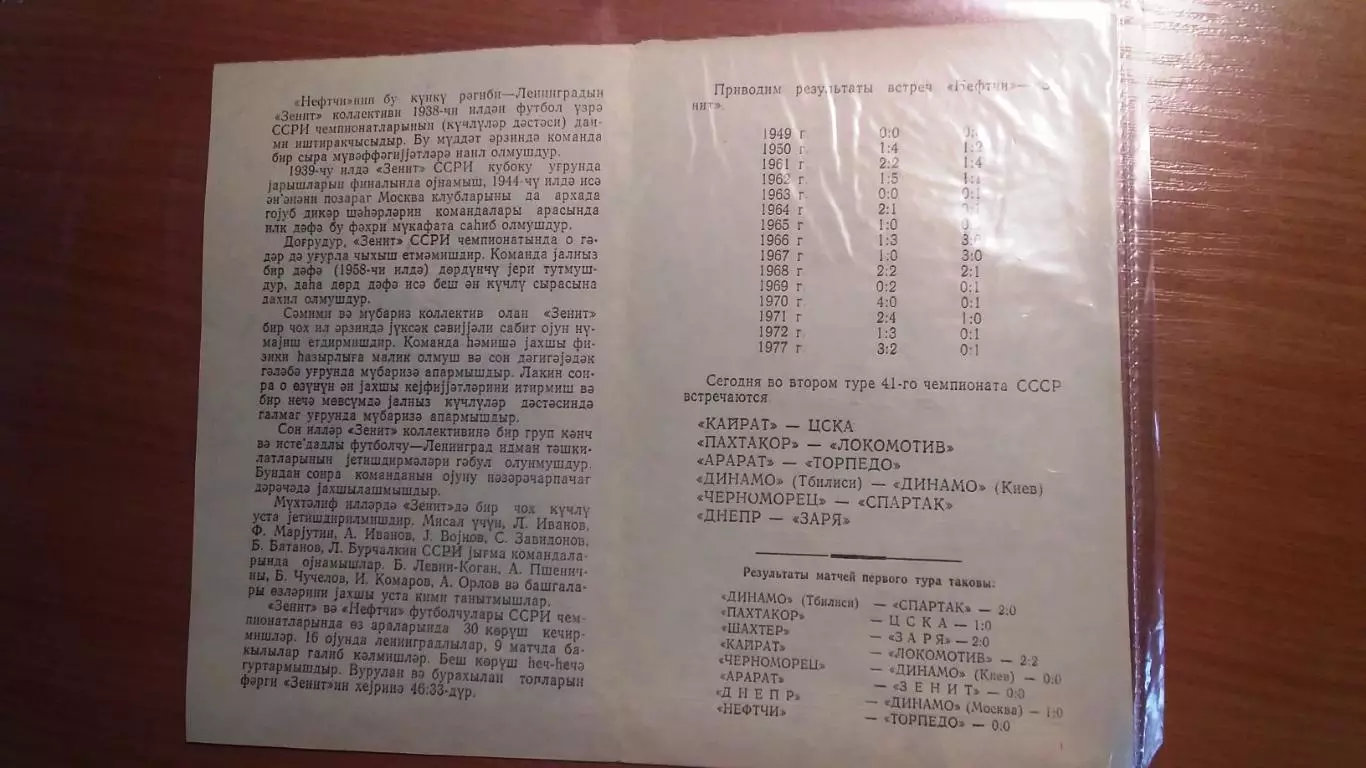 «Нефтчи»нин бу күнкү рәгиби—Ленинградын
«Зенит» коллективи 1938-чи илдән футбол үзрә
ССРИ чемпионатларынын (күчлүләр дәстәси) даи-
ми иштиракчысыдыр. Бу мүддәт әрзиндә команда
бир сыра мүвәффәгијјәтләрә наил олмушдур.
1939-чу илдә «Зенит» ССРИ кубоку уғрунда
јарышларын финалында ојнамыш, 1944-чү илдә исә
ән'әнәни позараг Москва клубларыны да архада
гојуб дикәр шәһәрләрин командалары арасында
илк дәфә бу фәхри мүкафата саһиб олмушдур.
Доғрудур, «Зенит» ССРИ чемпионатында о гә-
дәр дә уғурла чыхыш етмәмишдир. Команда јалныз
бир дәфә (1958-чи илдә) дөрдүнчү јери тутмуш-
дур, даһа дөрд дәфә исә беш ән күчлү сырасына
дахил олмушдур.
Сәмими вә мүбариз коллектив олан «Зенит»
бир чох ил әрзиндә јүксәк сәвијјәли сабит ојун нү-
мајиш етдирмишдир. Команда һәмишә јахшы фи-
зики һазырлыға малик олмуш вә сон дәгигәјәдәк
гәләбә уғрунда мүбаризә апармышдыр. Лакин сон-
ра о өзүнүн ән јахшы кејфијјәтләрини итирмиш вә
бир нечә мөвсүмдә јалныз күчлүләр дәстәсиндә
галмаг уғрунда мүбаризә апармышдыр.
Сон илләр «Зенит» коллективинә бир груп кәнч
вә исте'дадлы футболчу—Ленинград идман тәшки-
латларынын јетишдирмәләри гәбул олунмушдур.
Бундан сонра команданын ојуну нәзәрәчарпачаг
дәрәчәдә јахшылашмышдыр.
Мүхтәлиф илләрдә «Зенит»дә бир чох күчлү
уста јетишдирилмишдир. Мисал үчүн, Л. Иванов,
Ф. Марјутин, А. Иванов, Ј. Војнов, С. Завидонов,
Б. Батанов, Л. Бурчалкин ССРИ јығма командала-
рында ојнамышлар. Б. Левин-Коган, А. Пшенич-
ны, Б. Чучелов, И. Комаров, А. Орлов вә башгала-
ры өзләрини јахшы уста кими танытмышлар.
«Зенит» вә «Нефтчи» футболчулары ССРИ чем-
пионатларында өз араларында 30 көрүш кечир-
мишләр. 16 ојунда ленинградлылар, 9 матчда ба-
кылылар галиб кәлмишләр. Беш көрүш һеч-һечә
гуртармышдыр. Вурулан вә бурахылан топларын
фәрги «Зенит»ин хејринә 46:33-дүр.
Приводим результаты встреч «Нефтчи»—
нит».
1949 г 0:0
1950 г 1:4 1:2
1961 г 2:2 1:4
1962 г 1:5
1963 г 0:0 0:1
1964 г 2:1
1965 г 1:0
1966 г 1:3
1967 г 1:0 3:0
1968 г 2:2 2:1
1969 г 0:2 0:1
1970 г 4:0 0:1
1971 г 2:4 1:0
1972 г 1:3 0:1
1977 г 3:2 0:1
Сегодня во втором туре 41-го чемпионата СССР
встречаются
«КАЙРАТ» — ЦСКА
«ПАХТАКОР» — «ЛОКОМОТИВ»
«АРАРАТ» — «ТОРПЕДО»
«ДИНАМО» (Тбилиси) — «ДИНАМО» (Киев)
«ЧЕРНОМОРЕЦ» — «СПАРТАК»
«ДНЕПР — «ЗАРЯ»
Результаты матчей первого тура таковы:
«ДИНАМО» (Тбилиси) — «СПАРТАК» — 2:0
«ПАХТАКОР» — ЦСКА — 1:0
«ШАХТЕР» — «ЗАРЯ» — 2:0
«КАЙРАТ» — «ЛОКОМОТИВ» — 2:2
«ЧЕРНОМОРЕЦ» — «ДИНАМО» (Киев) — 0:0
«АРАРАТ» — «ЗЕНИТ» — 0:0
«ДНЕПР» — «ДИНАМО» (Москва) — 1:0
«НЕФТЧИ» — «ТОРПЕДО» — 0:0